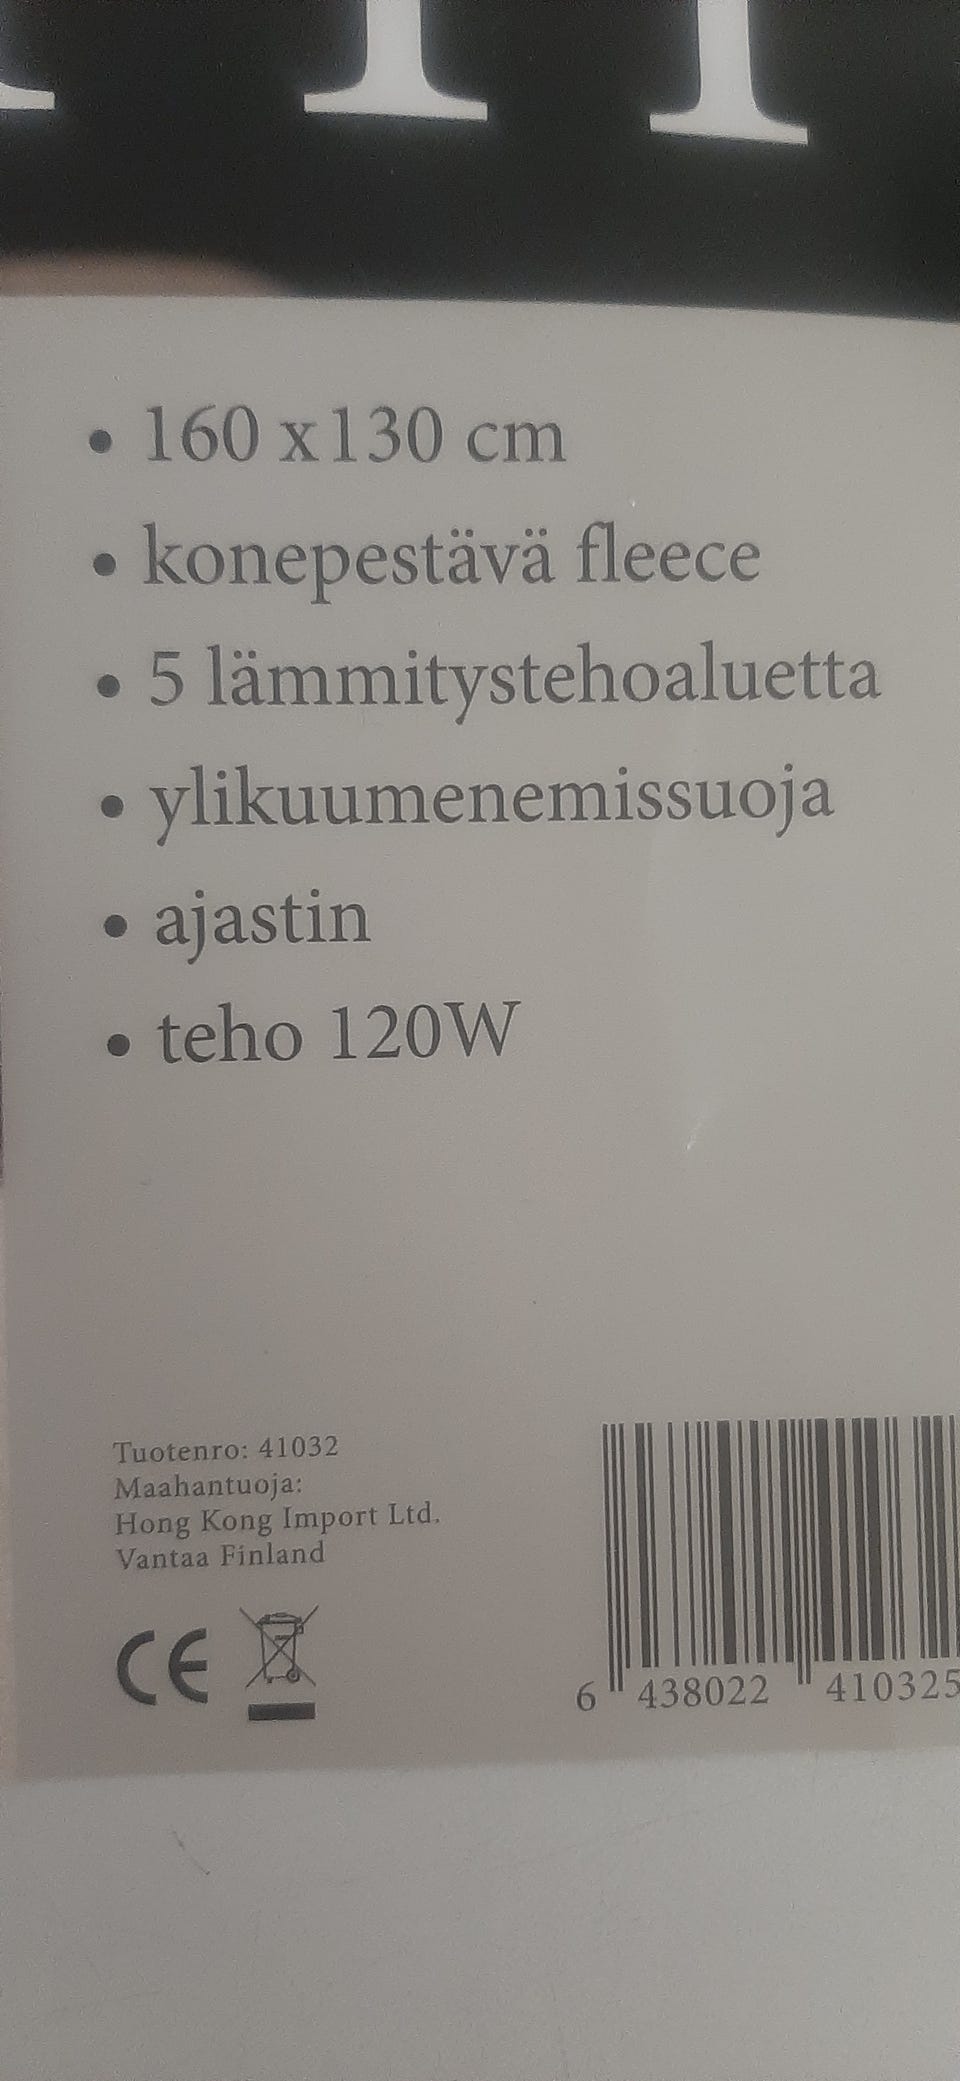 • 160 x 130 cm
• konepestävä fleece
• 5 lämmitystehoaluetta
• ylikuumenemissuoja
• ajastin
• teho 120W
Tuotenro: 41032
Maahantuoja:
Hong Kong Import Ltd.
Vantaa Finland
CE
6 438022 410325